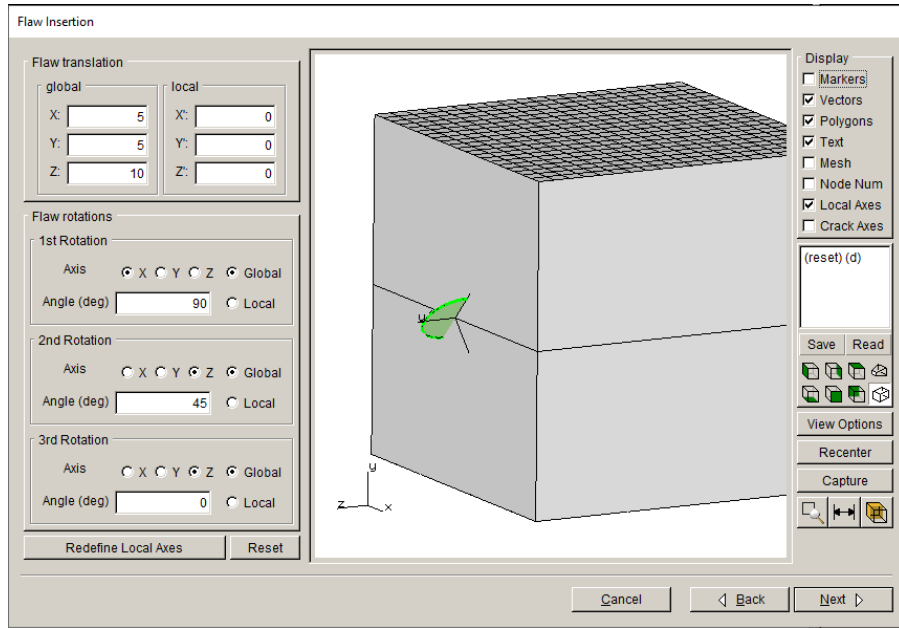 Flaw Insertion
Flaw translation
global
X: 5
Y: 5
Z: 10
local
X': 0
Y': 0
Z': 0
Flaw rotations
1st Rotation
Axis X Y Z Global
Angle (deg) 90 Local
2nd Rotation
Axis X Y Z Global
Angle (deg) 45 Local
3rd Rotation
Axis X Y Z Global
Angle (deg) 0 Local
Redefine Local Axes Reset
y
y
z x
Display
Markers
Vectors
Polygons
Text
Mesh
Node Num
Local Axes
Crack Axes
(reset) (d)
Save Read
View Options
Recenter
Capture
Cancel Back Next